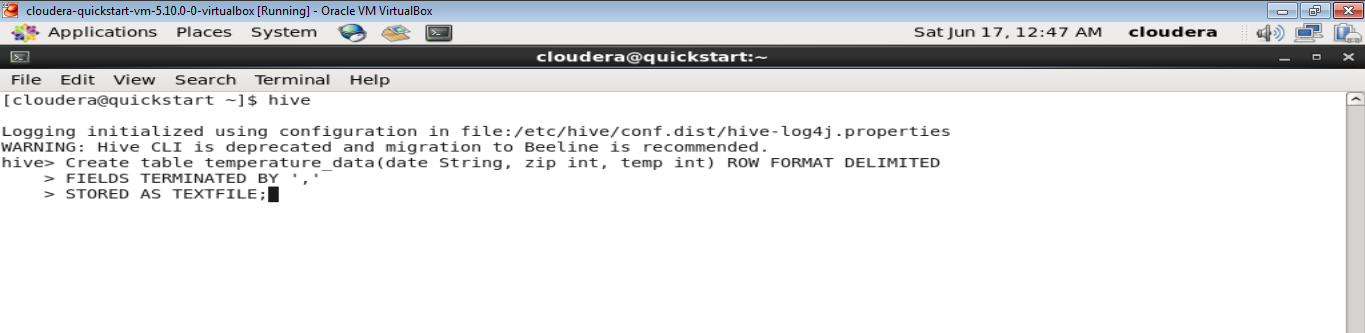 cloudera-quickstart-vm-5.10.0-0-virtualbox [Running] - Oracle VM VirtualBox
Applications Places System Sat Jun 17, 12:47 AM cloudera
cloudera@quickstart:~
File Edit View Search Terminal Help
[cloudera@quickstart ~]$ hive
Logging initialized using configuration in file:/etc/hive/conf.dist/hive-log4j.properties
WARNING: Hive CLI is deprecated and migration to Beeline is recommended.
hive> Create table temperature_data(date String, zip int, temp int) ROW FORMAT DELIMITED
    > FIELDS TERMINATED BY ','
    > STORED AS TEXTFILE;